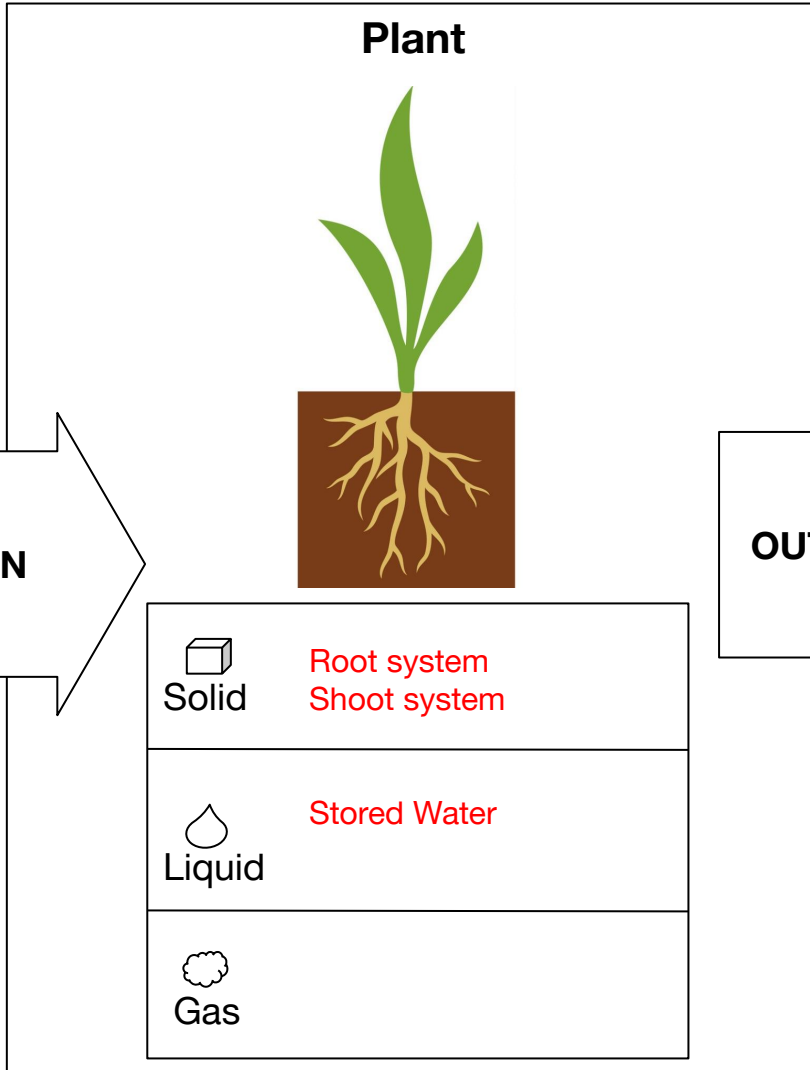 Plant
N
OUT
Solid
Root system
Shoot system
Liquid
Stored Water
Gas